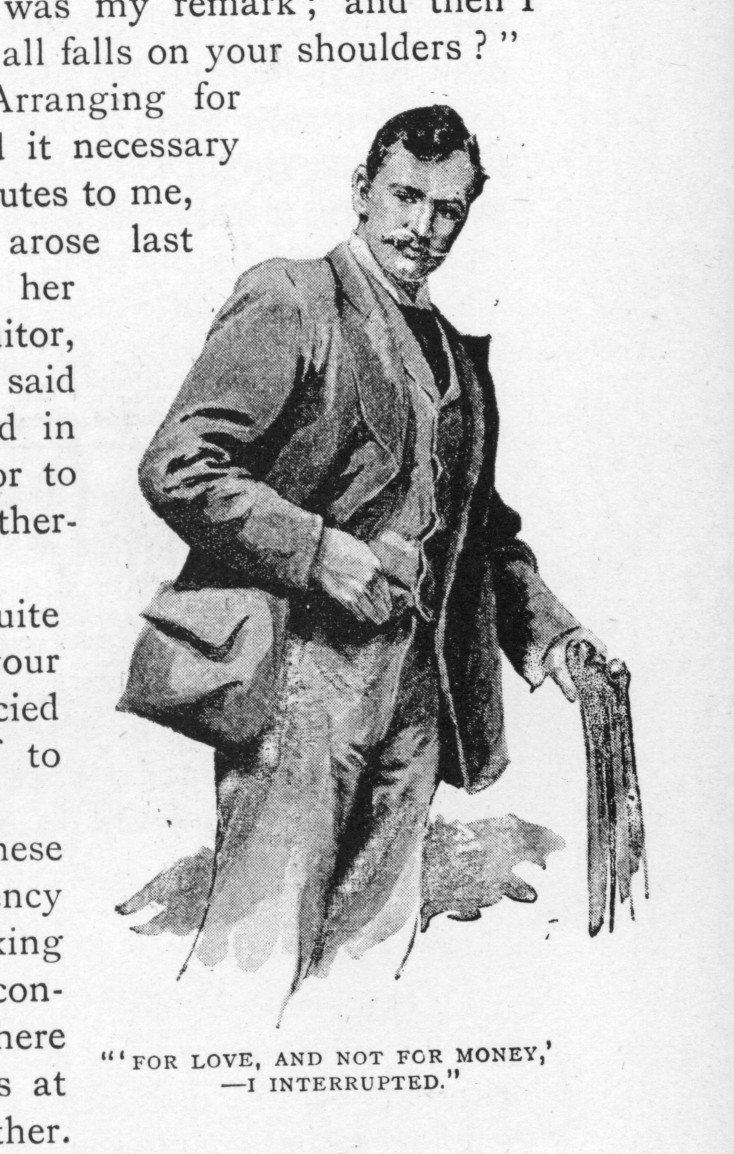 was my remark ; and then I
all falls on your shoulders ? "
Arranging for
it necessary
utes to me,
arose last
her
itor,
said
d in
or to
ther-
uite
your
cied
to
hese
ency
king
con-
here
s at
ther.
"'FOR LOVE, AND NOT FOR MONEY,'
—I INTERRUPTED."